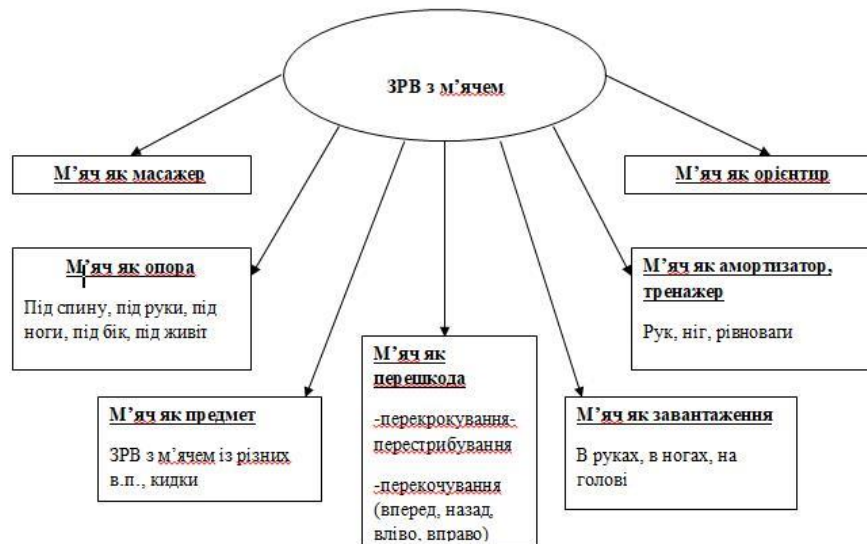 ЗРВ з м’ячем
М’яч як масажер
М’яч як орієнтир
М’яч як опора
Під спину, під руки, під
ноги, під бік, під живіт
М’яч як амортизатор,
тренажер
Рук, ніг, рівноваги
М’яч як предмет
ЗРВ з м’ячем із різних
в.п., кидки
М’яч як
перешкода
-перекрокування-
перестрибування
-перекочування
(вперед, назад,
вліво, вправо)
М’яч як завантаження
В руках, в ногах, на
голові